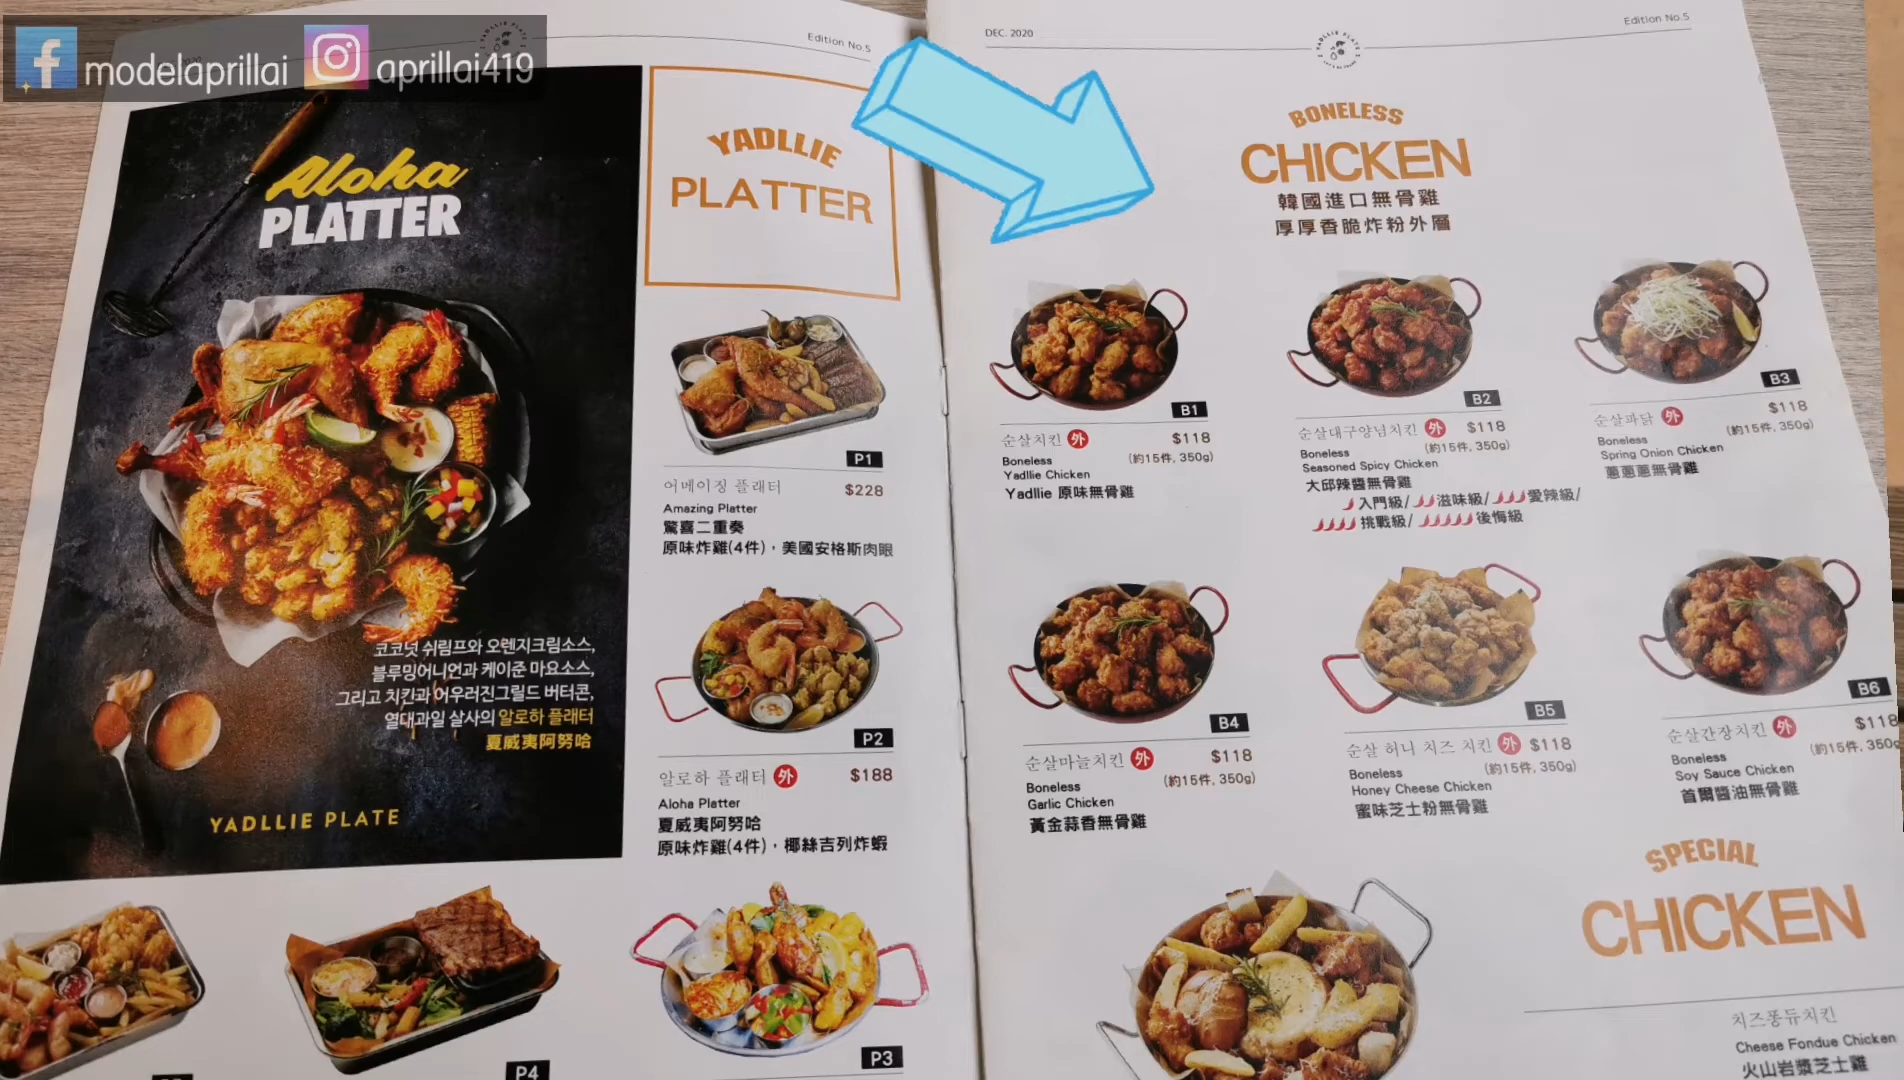 modelaprillai
aprillai419
Edition No.5
Aloha
PLATTER
코코넛 쉬림프와 오렌지크림소스,
블루밍어니언과 케이준 마요소스,
그리고 치킨과 어우러진그릴드 버터콘,
열대과일 살사의 알로하 플래터
夏威夷阿努哈
YADLLIE PLATE
YADLLIE
PLATTER
P1
어메이징 플래터 $228
Amazing Platter
驚喜二重奏
原味炸雞(4件)，美國安格斯肉眼
P2
알로하 플래터 外 $188
Aloha Platter
夏威夷阿努哈
原味炸雞(4件)，椰絲吉列炸蝦
P4
P3
DEC. 2020
YADLLIE PLATE
Edition No.5
BONELESS
CHICKEN
韓國進口無骨雞
厚厚香脆炸粉外層
B1
순살치킨 外 $118
(約15件, 350g)
Boneless
Yadllie Chicken
Yadllie 原味無骨雞
B2
순살대구양념치킨 外 $118
(約15件, 350g)
Boneless
Seasoned Spicy Chicken
大邱辣醬無骨雞
入門級/ 滋味級/ 愛辣級/
挑戰級/ 後悔級
B3
순살파닭 外 $118
(約15件, 350g)
Boneless
Spring Onion Chicken
蔥蔥蔥無骨雞
B4
순살마늘치킨 外 $118
(約15件, 350g)
Boneless
Garlic Chicken
黃金蒜香無骨雞
B5
순살 허니 치즈 치킨 外 $118
(約15件, 350g)
Boneless
Honey Cheese Chicken
蜜味芝士粉無骨雞
B6
순살간장치킨 外 $118
(約15件, 350g
Boneless
Soy Sauce Chicken
首爾醬油無骨雞
SPECIAL
CHICKEN
치즈퐁듀치킨
Cheese Fondue Chicken
火山岩漿芝士雞